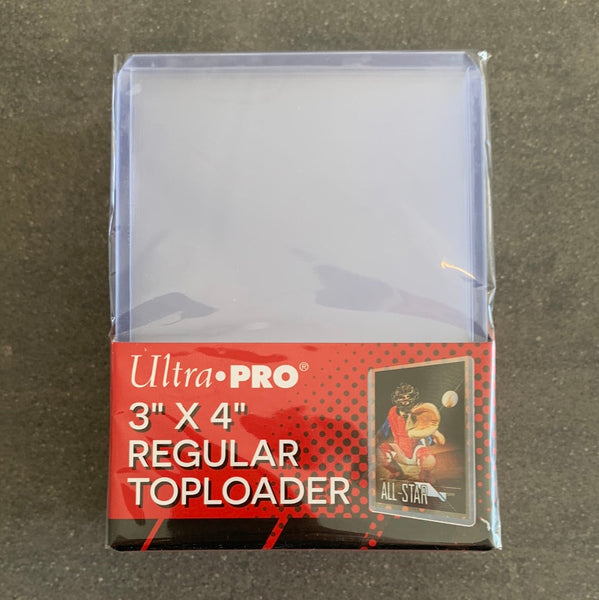 Ultra•PRO®
3" X 4"
REGULAR
TOPLOADER
ALL-STAR